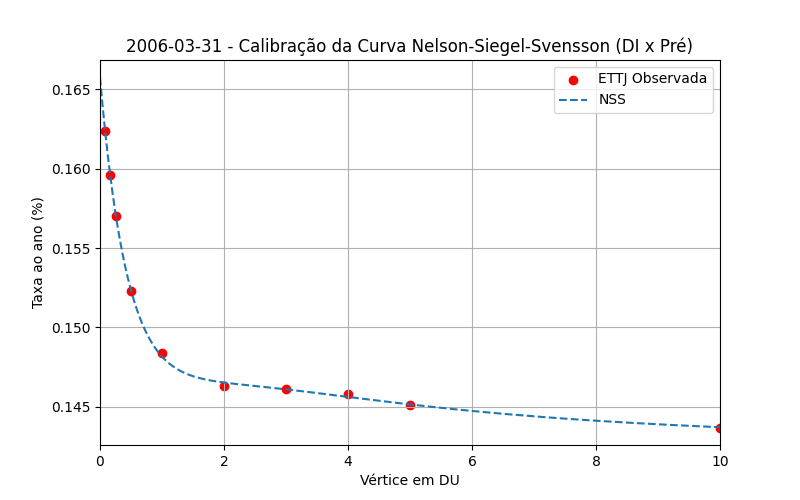 2006-03-31 - Calibração da Curva Nelson-Siegel-Svensson (DI x Pré)
ETTJ Observada
NSS
Taxa ao ano (%)
0.165
0.160
0.155
0.150
0.145
0 2 4 6 8 10
Vértice em DU